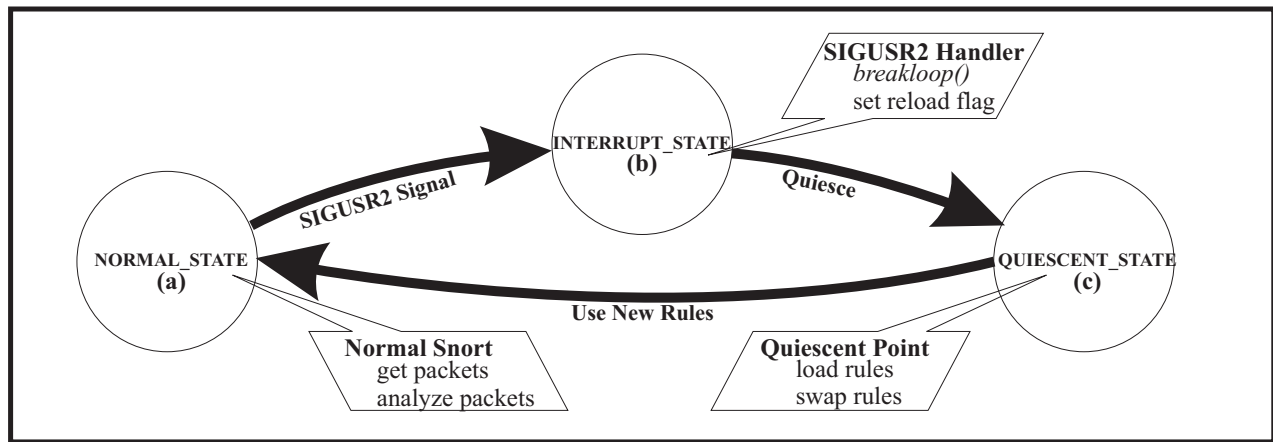 SIGUSR2 Handler
breakloop()
set reload flag
INTERRUPT_STATE
(b)
SIGUSR2 Signal
Quiesce
NORMAL_STATE
(a)
QUIESCENT_STATE
(c)
Use New Rules
Normal Snort
get packets
analyze packets
Quiescent Point
load rules
swap rules